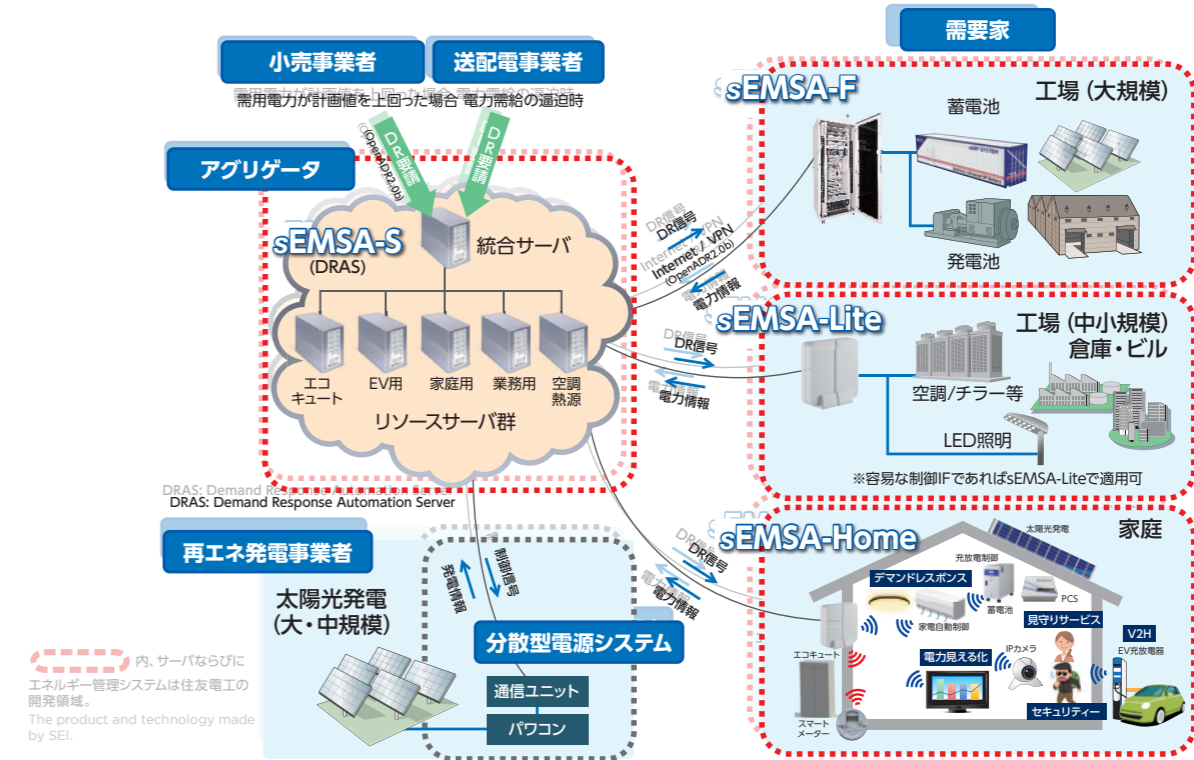 需要家
小売事業者
送配電事業者
需用電力が計画値を上回った場合 電力需給の逼迫時
DR要請
(OpenADR2.0b)
DR要請
アグリゲータ
sEMSA-S
(DRAS)
統合サーバ
エコ
キュート
EV用
家庭用
業務用
空調
熱源
リソースサーバ群
DRAS: Demand Response Automation Server
DR信号
Internet / VPN
(OpenADR2.0b)
電力情報
sEMSA-F
工場 (大規模)
蓄電池
発電池
DR信号
電力情報
sEMSA-Lite
工場 (中小規模)
倉庫・ビル
空調/チラー等
LED照明
※容易な制御IFであればsEMSA-Liteで適用可
DR信号
電力情報
sEMSA-Home
家庭
太陽光発電
充放電制御
デマンドレスポンス
蓄電池
PCS
家電自動制御
見守りサービス
V2H
EV充放電器
エコキュート
電力見える化
IPカメラ
セキュリティー
スマート
メーター
再エネ発電事業者
太陽光発電
(大・中規模)
発電情報
制御信号
分散型電源システム
通信ユニット
パワコン
内、サーバならびに
エネルギー管理システムは住友電工の
開発領域。
The product and technology made
by SEI.